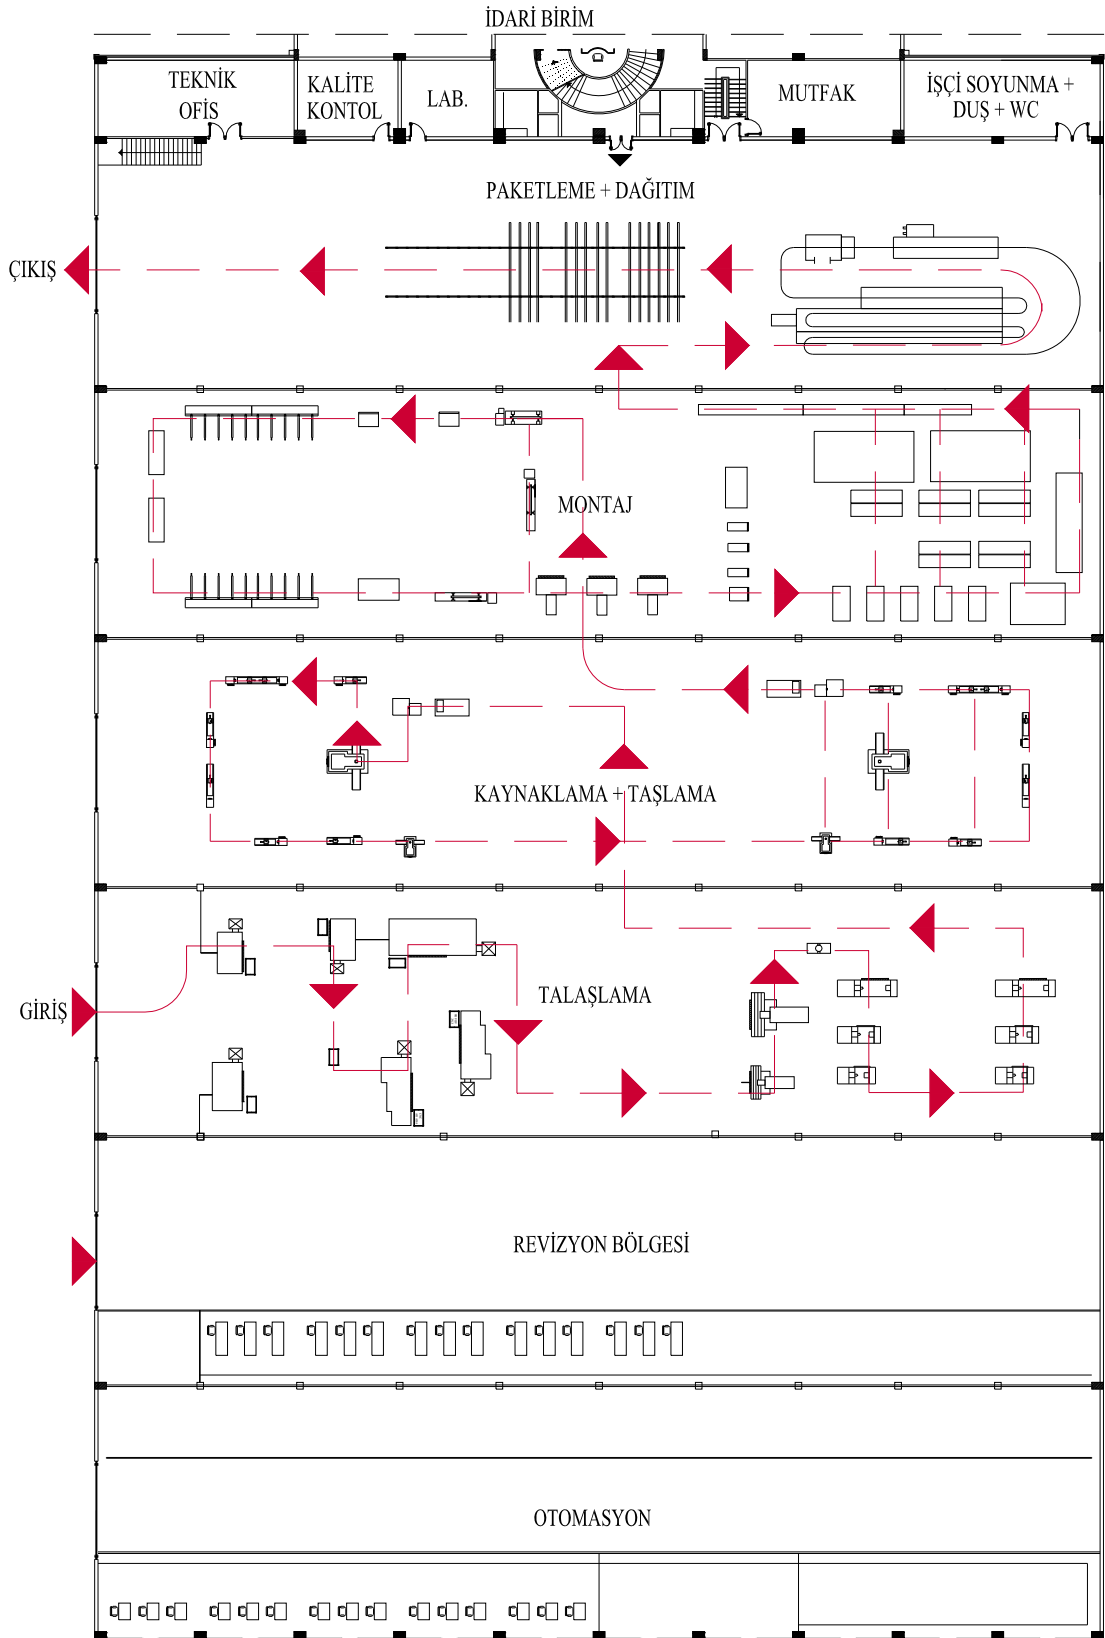 İDARİ BİRİM
TEKNİK
OFİS
KALİTE
KONTOL
LAB.
MUTFAK
İŞÇİ SOYUNMA +
DUŞ + WC
PAKETLEME + DAĞITIM
ÇIKIŞ
MONTAJ
KAYNAKLAMA + TAŞLAMA
TALAŞLAMA
GİRİŞ
REVİZYON BÖLGESİ
OTOMASYON